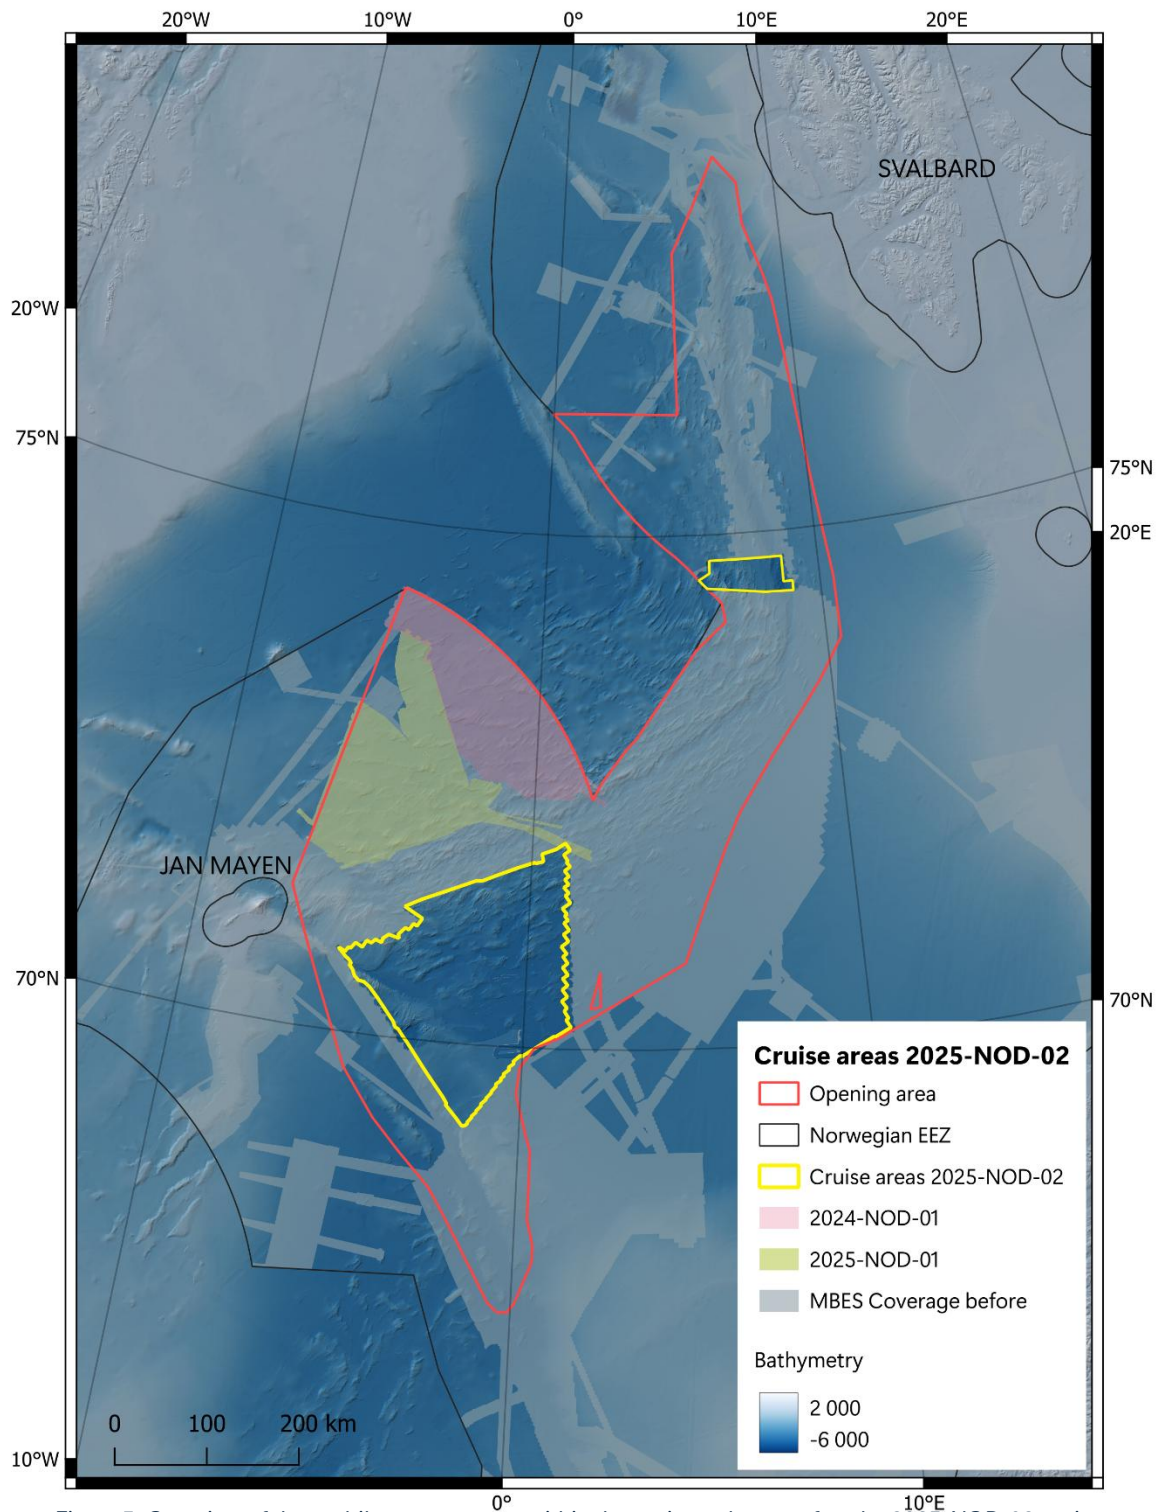 20°W 10°W 0° 10°E 20°E
SVALBARD
20°W
75°N
75°N
20°E
JAN MAYEN
70°N
70°N
Cruise areas 2025-NOD-02
Opening area
Norwegian EEZ
Cruise areas 2025-NOD-02
2024-NOD-01
2025-NOD-01
MBES Coverage before
Bathymetry
2 000
-6 000
0 100 200 km
10°W
0° 10°E